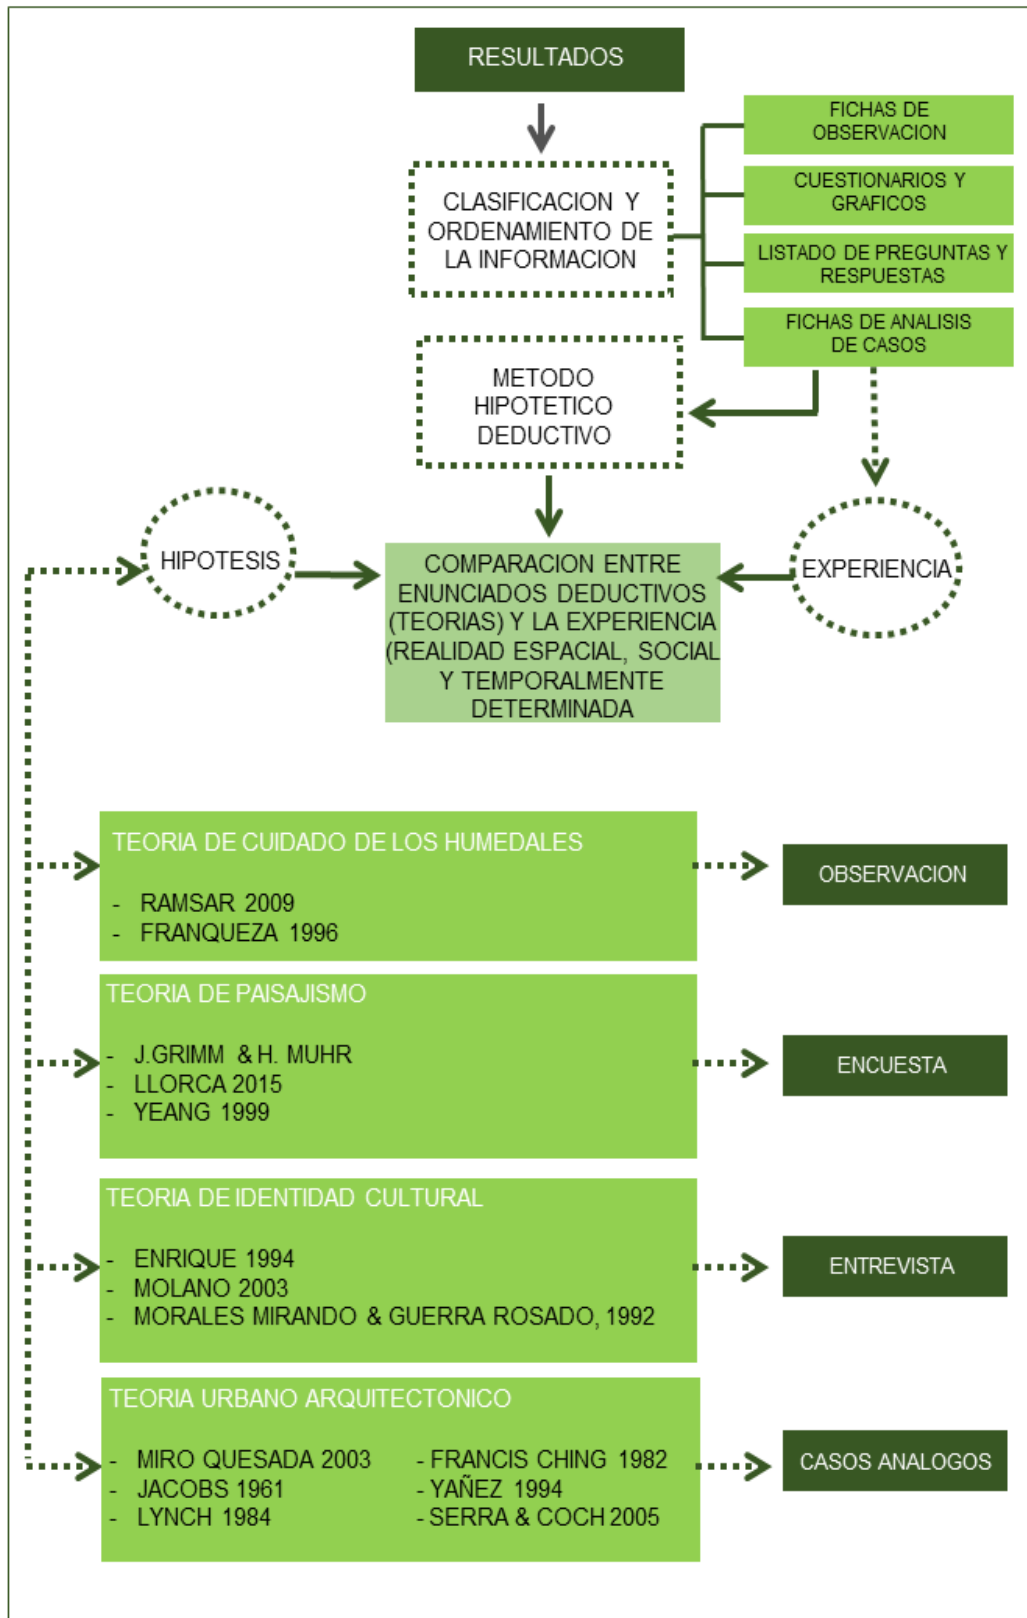 RESULTADOS
FICHAS DE
OBSERVACION
CUESTIONARIOS Y
GRAFICOS
LISTADO DE PREGUNTAS Y
RESPUESTAS
FICHAS DE ANALISIS
DE CASOS
CLASIFICACION Y
ORDENAMIENTO DE
LA INFORMACION
METODO
HIPOTETICO
DEDUCTIVO
HIPOTESIS
COMPARACION ENTRE
ENUNCIADOS DEDUCTIVOS
(TEORIAS) Y LA EXPERIENCIA
(REALIDAD ESPACIAL, SOCIAL
Y TEMPORALMENTE
DETERMINADA
EXPERIENCIA
TEORIA DE CUIDADO DE LOS HUMEDALES
- RAMSAR 2009
- FRANQUEZA 1996
OBSERVACION
TEORIA DE PAISAJISMO
- J.GRIMM & H. MUHR
- LLORCA 2015
- YEANG 1999
ENCUESTA
TEORIA DE IDENTIDAD CULTURAL
- ENRIQUE 1994
- MOLANO 2003
- MORALES MIRANDO & GUERRA ROSADO, 1992
ENTREVISTA
TEORIA URBANO ARQUITECTONICO
- MIRO QUESADA 2003
- JACOBS 1961
- LYNCH 1984
- FRANCIS CHING 1982
- YAÑEZ 1994
- SERRA & COCH 2005
CASOS ANALOGOS